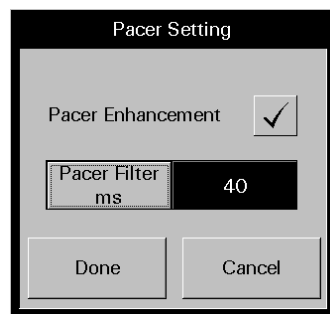 Pacer Setting
Pacer Enhancement
Pacer Filter
ms
40
Done
Cancel